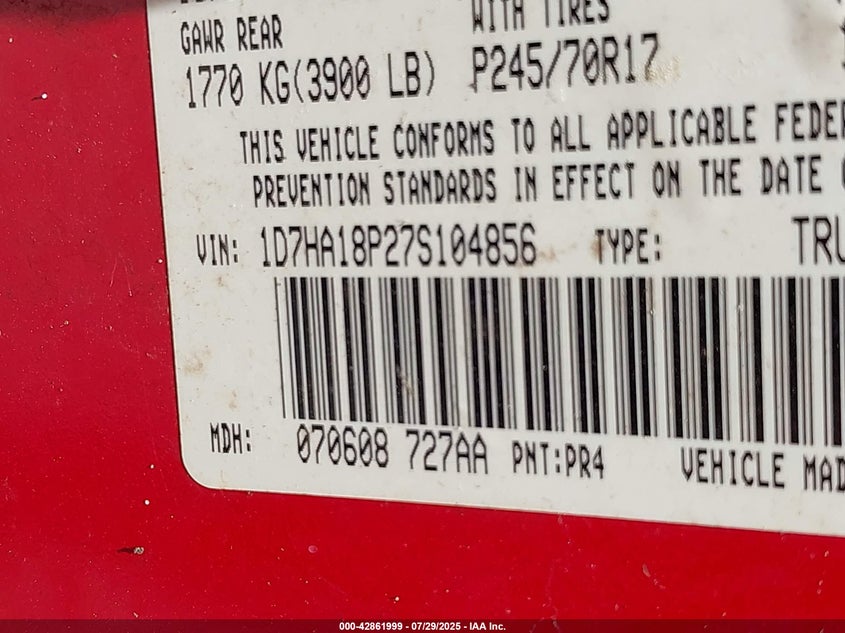 WITH TIRES
GAWR REAR
1770 KG(3900 LB) P245/70R17
THIS VEHICLE CONFORMS TO ALL APPLICABLE FEDER
PREVENTION STANDARDS IN EFFECT ON THE DATE
VIN: 1D7HA18P27S104856 TYPE: TRU
MDH: 070608 727AA PNT:PR4 VEHICLE MAD
000-42861999 - 07/29/2025 - IAA Inc.